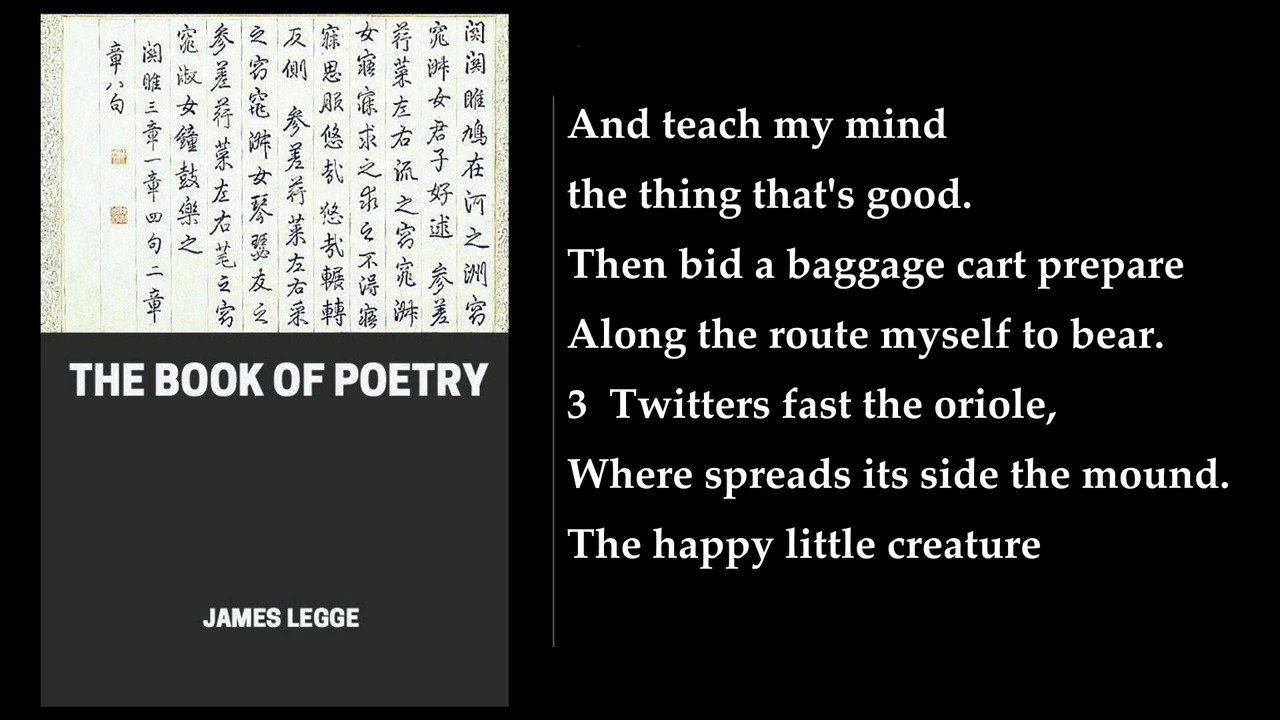 関関雎鳩在河之洲窈
窕淑女君子好逑 参差
荇菜左右流之窈窕淑
女寤寐求之求之不得寤
寐思服悠哉悠哉輾轉
反側 参差荇菜左右采
之窈窕淑女琴瑟友之
参差荇菜左右芼之窈
窕淑女鐘鼓樂之
関雎三章一章四句二章
章八句
THE BOOK OF POETRY
JAMES LEGGE
And teach my mind
the thing that's good.
Then bid a baggage cart prepare
Along the route myself to bear.
3 Twitters fast the oriole,
Where spreads its side the mound.
The happy little creature